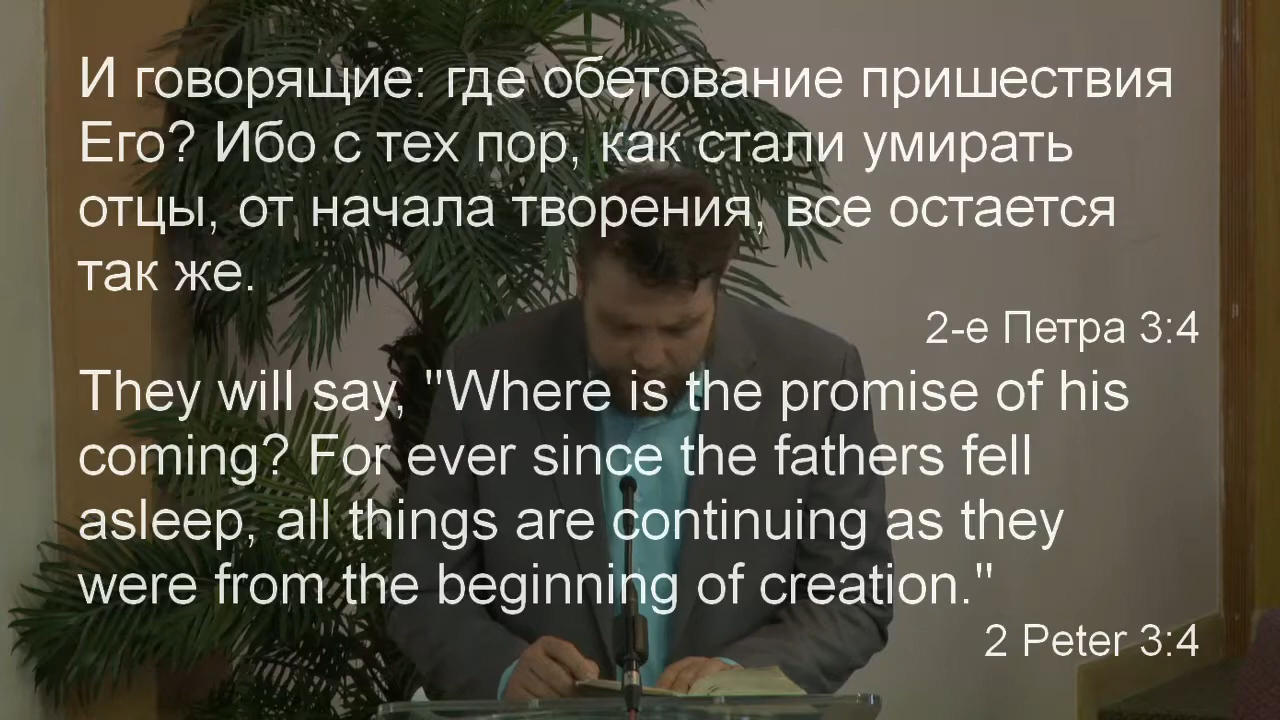 И говорящие: где обетование пришествия
Его? Ибо с тех пор, как стали умирать
отцы, от начала творения, все остается
так же.
2-е Петра 3:4
They will say, "Where is the promise of his
coming? For ever since the fathers fell
asleep, all things are continuing as they
were from the beginning of creation."
2 Peter 3:4